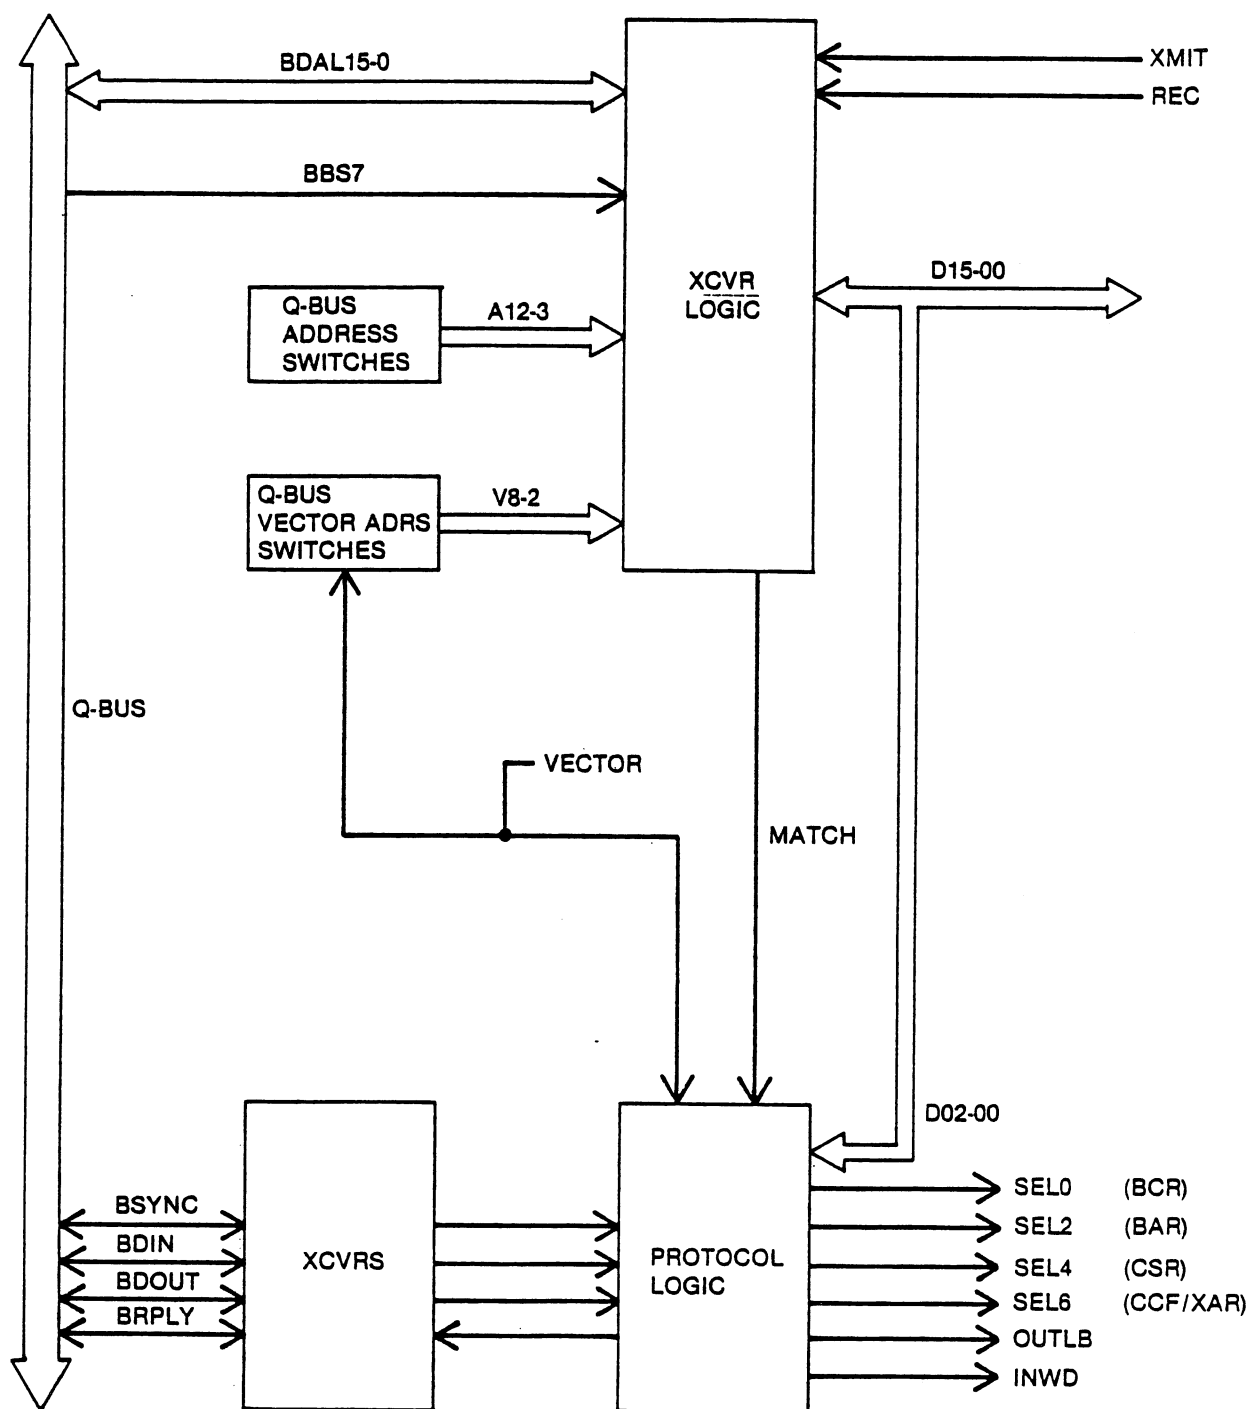 BDAL15-0
XMIT
REC
BBS7
XCVR
LOGIC
D15-00
Q-BUS
ADDRESS
SWITCHES
A12-3
Q-BUS
VECTOR ADRS
SWITCHES
V8-2
Q-BUS
VECTOR
MATCH
D02-00
BSYNC
BDIN
BDOUT
BRPLY
XCVRS
PROTOCOL
LOGIC
SEL0 (BCR)
SEL2 (BAR)
SEL4 (CSR)
SEL6 (CCF/XAR)
OUTLB
INWD